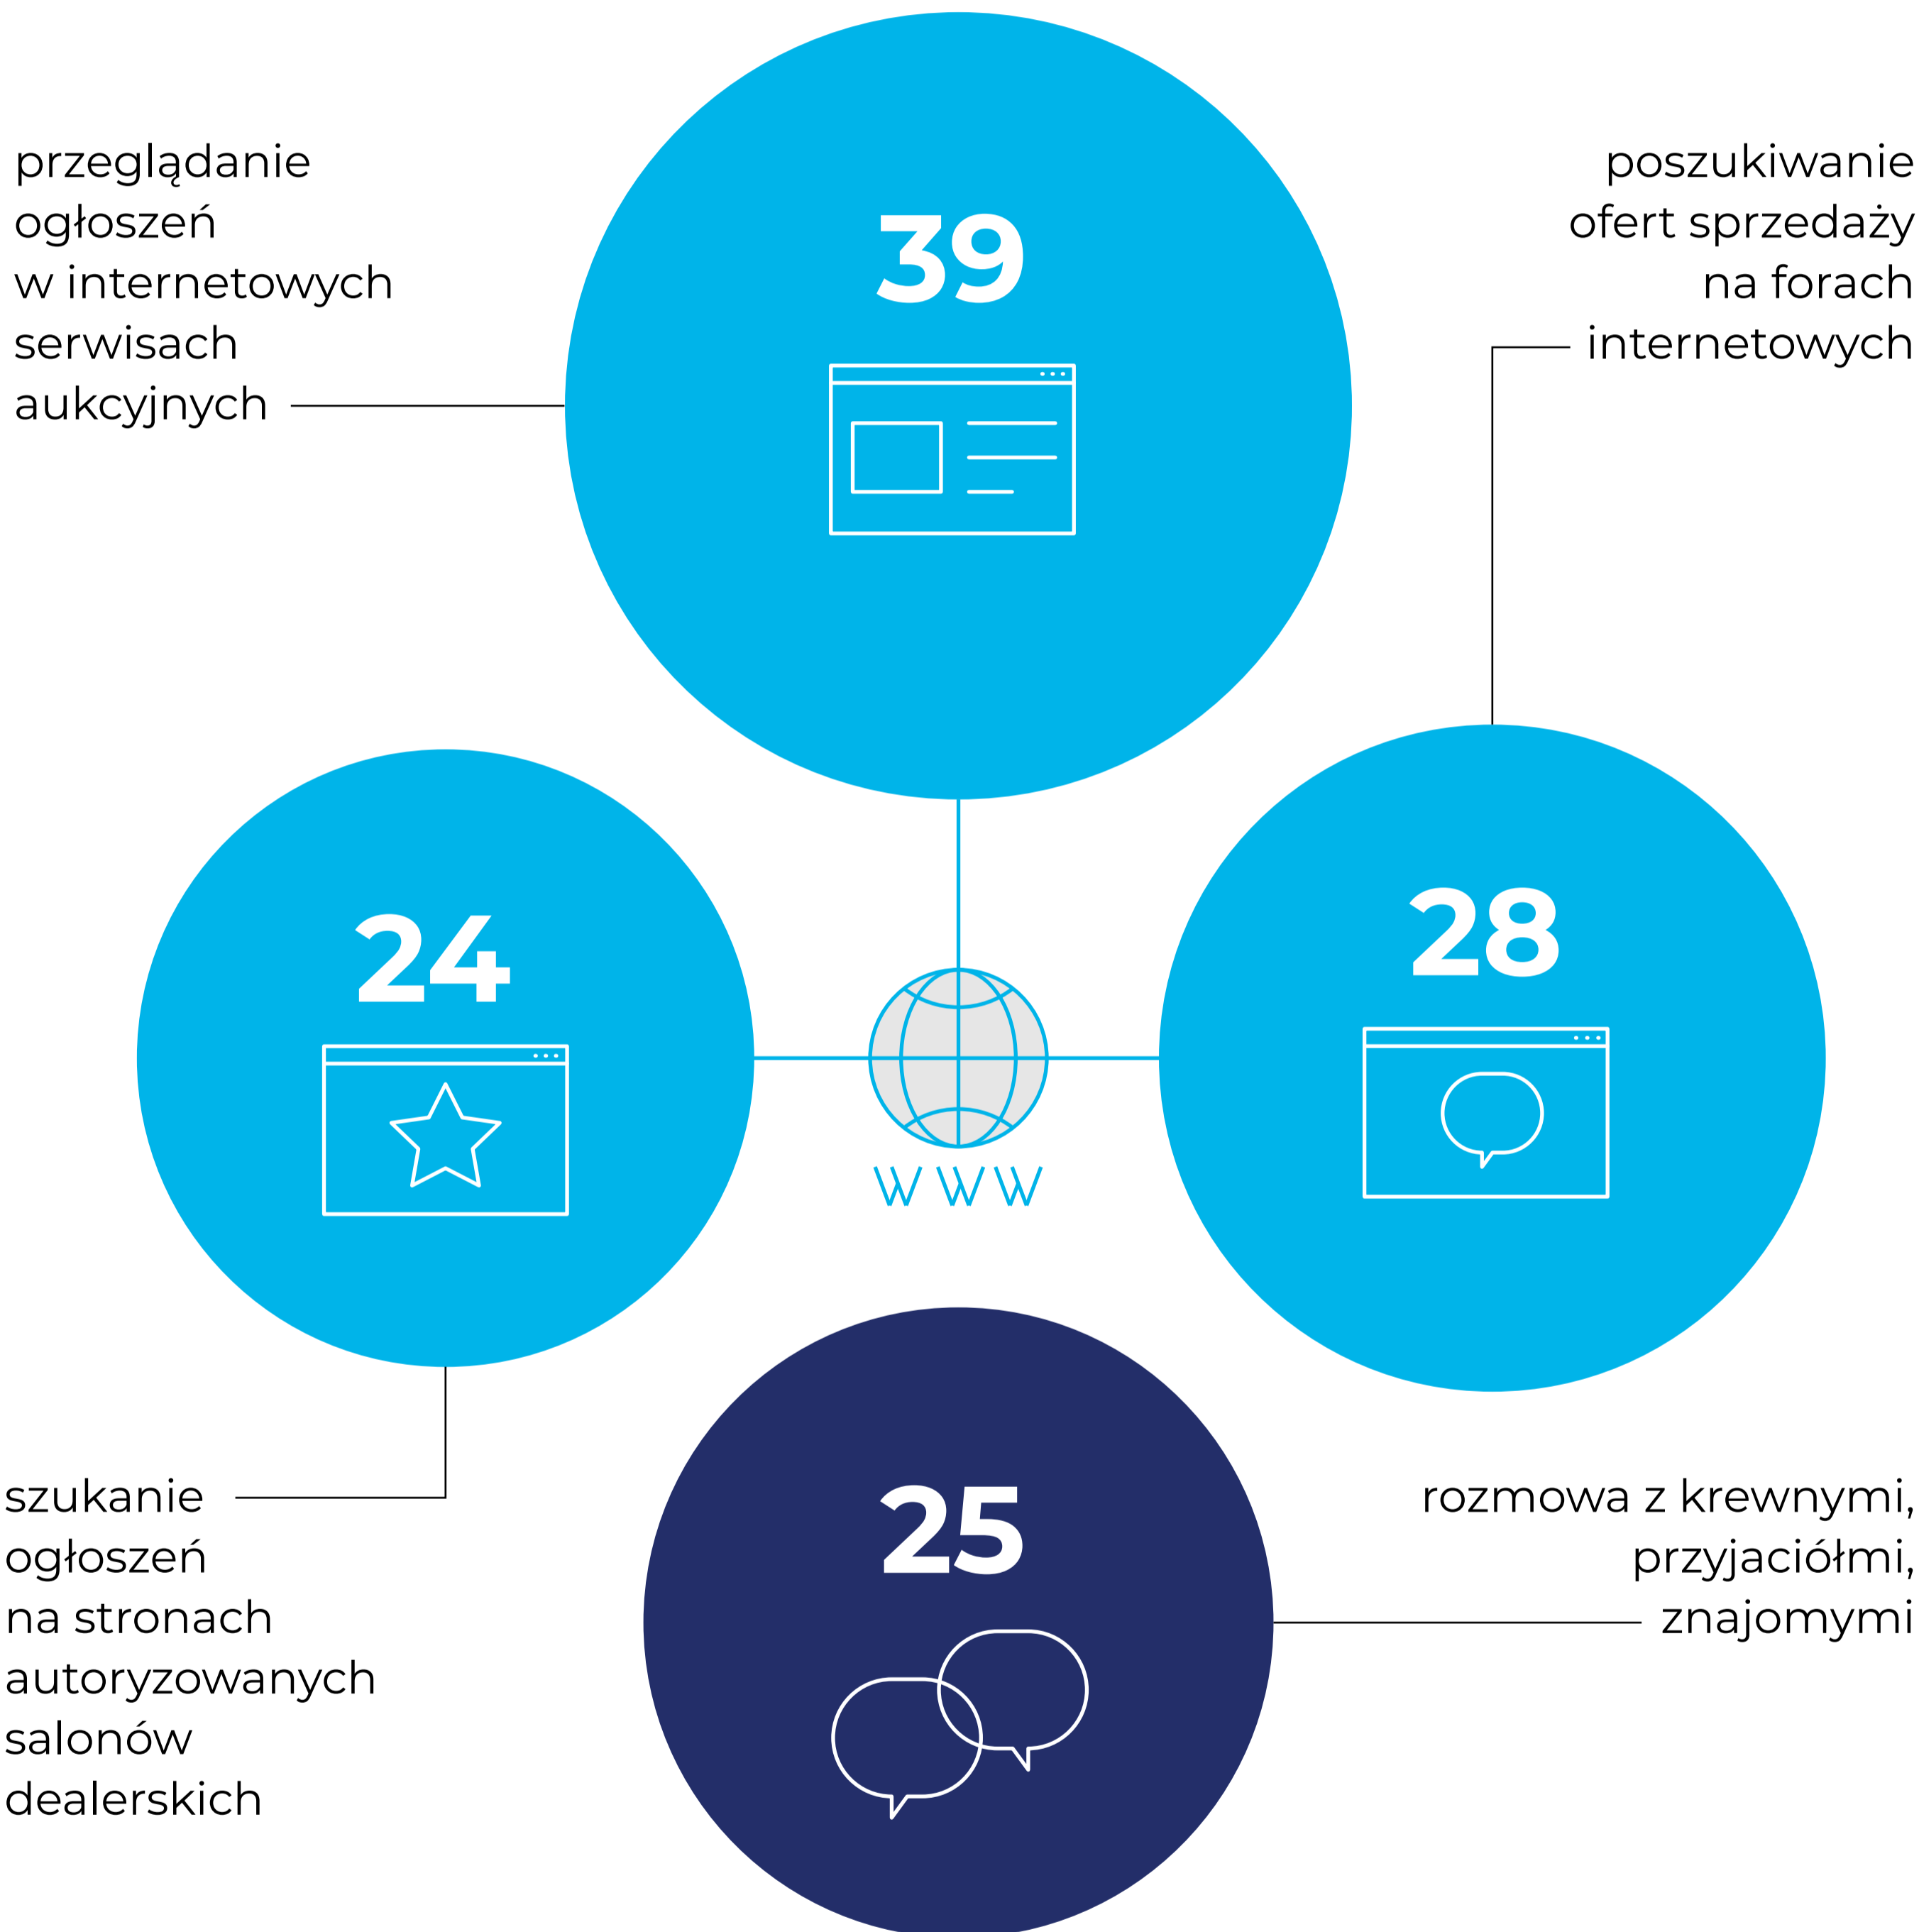 przeglądanie
ogłoszeń
w internetowych
serwisach
aukcyjnych
39
poszukiwanie
ofert sprzedaży
na forach
internetowych
24
28
www
szukanie
ogłoszeń
na stronach
autoryzowanych
salonów
dealerskich
25
rozmowa z krewnymi,
przyjaciółmi,
znajomymi